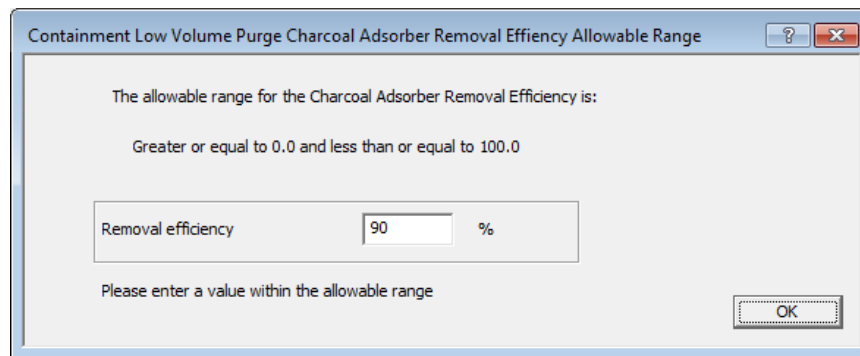 Containment Low Volume Purge Charcoal Adsorber Removal Effiency Allowable Range
The allowable range for the Charcoal Adsorber Removal Efficiency is:
Greater or equal to 0.0 and less than or equal to 100.0
Removal efficiency 90 %
Please enter a value within the allowable range
OK